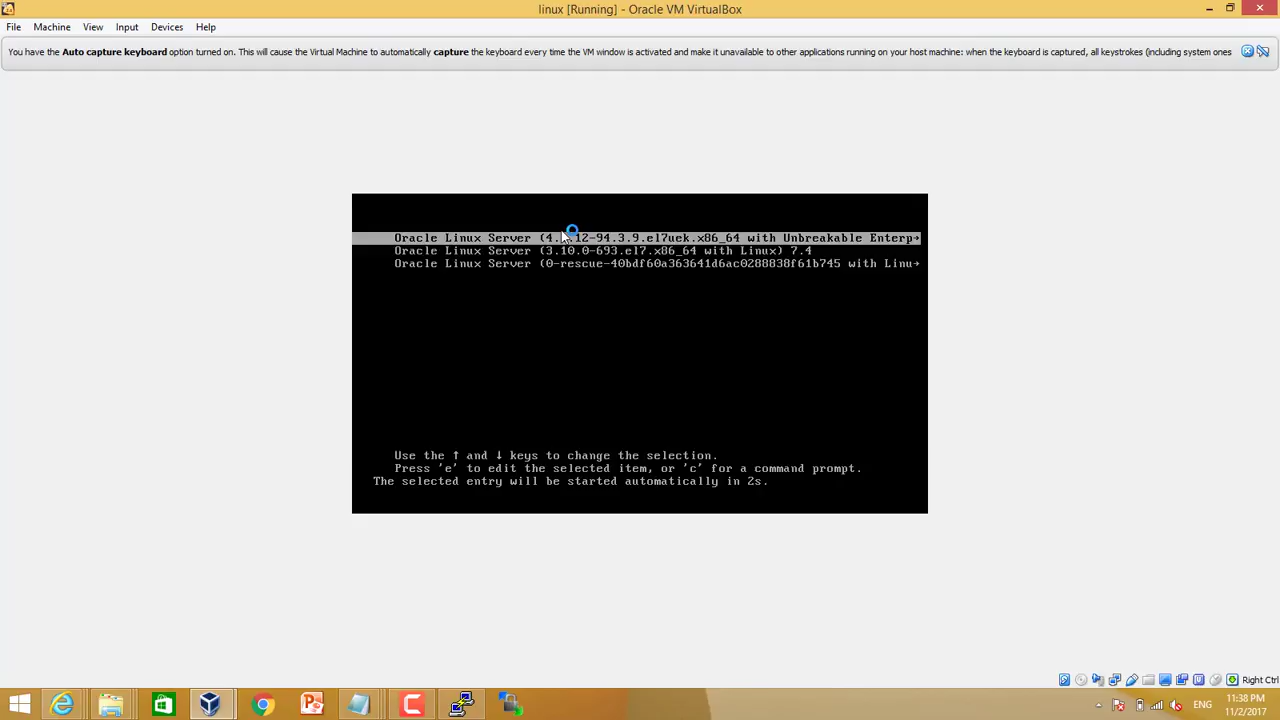 linux [Running] - Oracle VM VirtualBox
File Machine View Input Devices Help
You have the Auto capture keyboard option turned on. This will cause the Virtual Machine to automatically capture the keyboard every time the VM window is activated and make it unavailable to other applications running on your host machine: when the keyboard is captured, all keystrokes (including system ones
Oracle Linux Server 12-94.3.9.el7uek.x86_64 with Unbreakable Enterp→
Oracle Linux Server (3.10.0-693.el7.x86_64 with Linux) 7.4
Oracle Linux Server (0-rescue-40bdf60a363641d6ac0288838f61b745 with Linu→
Use the ↑ and ↓ keys to change the selection.
Press 'e' to edit the selected item, or 'c' for a command prompt.
The selected entry will be started automatically in 2s.
Right Ctrl
ENG
11:38 PM
11/2/2017